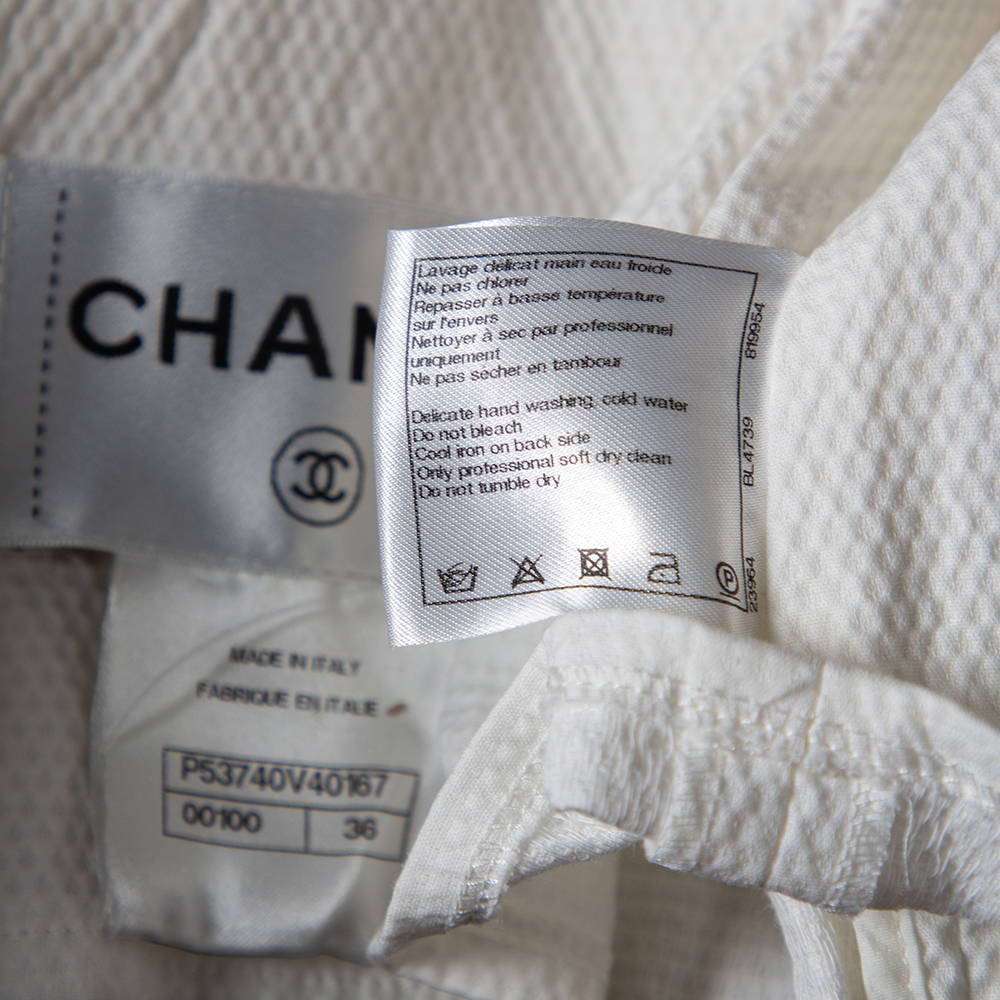 CHAN
Lavage délicat main eau froide
Ne pas chlorer
Repasser à basse température
sur l'envers
Nettoyer à sec par professionnel
uniquement
Ne pas sécher en tambour
Delicate hand washing, cold water
Do not bleach
Cool iron on back side
Only professional soft dry clean
Do not tumble dry
P
819954
BL4739
23964
MADE IN ITALY
FABRIQUE EN ITALIE
P53740V40167
00100 36